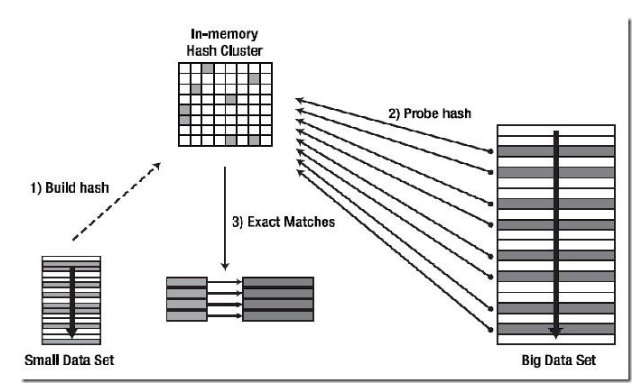 In-memory
Hash Cluster
2) Probe hash
1) Build hash
3) Exact Matches
Small Data Set
Big Data Set